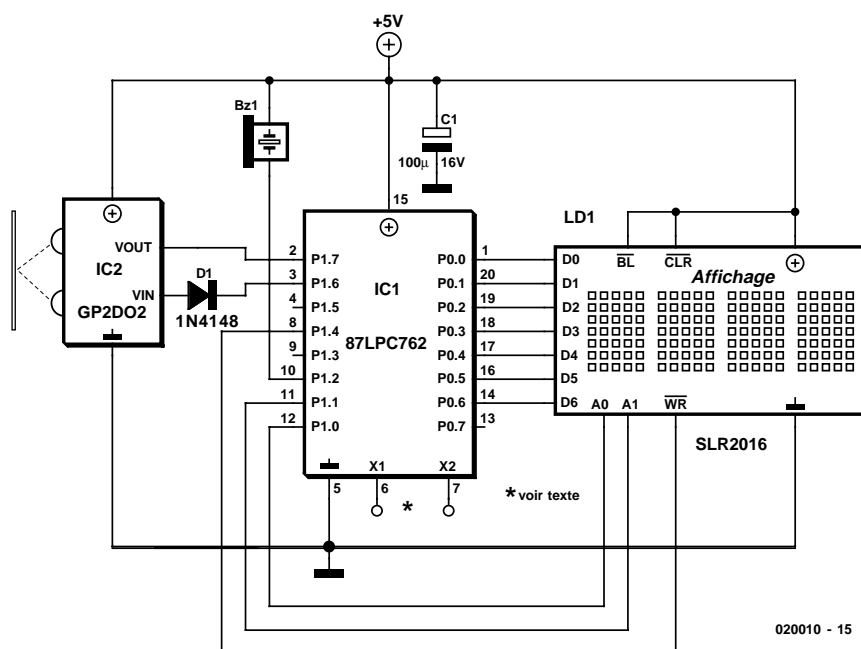 +5V
Bz1
C1
100µ 16V
15
LD1
VOUT
IC2
VIN
GP2DO2
D1
1N4148
2 P1.7
3 P1.6
4 P1.5
8 P1.4
9 P1.3
10 P1.2
11 P1.1
12 P1.0
IC1
87LPC762
P0.0 1
P0.1 20
P0.2 19
P0.3 18
P0.4 17
P0.5 16
P0.6 14
P0.7 13
X1 X2
5 6 7
*
* voir texte
D0 BL CLR
D1 Affichage
D2
D3
D4
D5
D6 A0 A1 WR
SLR2016
020010 - 15